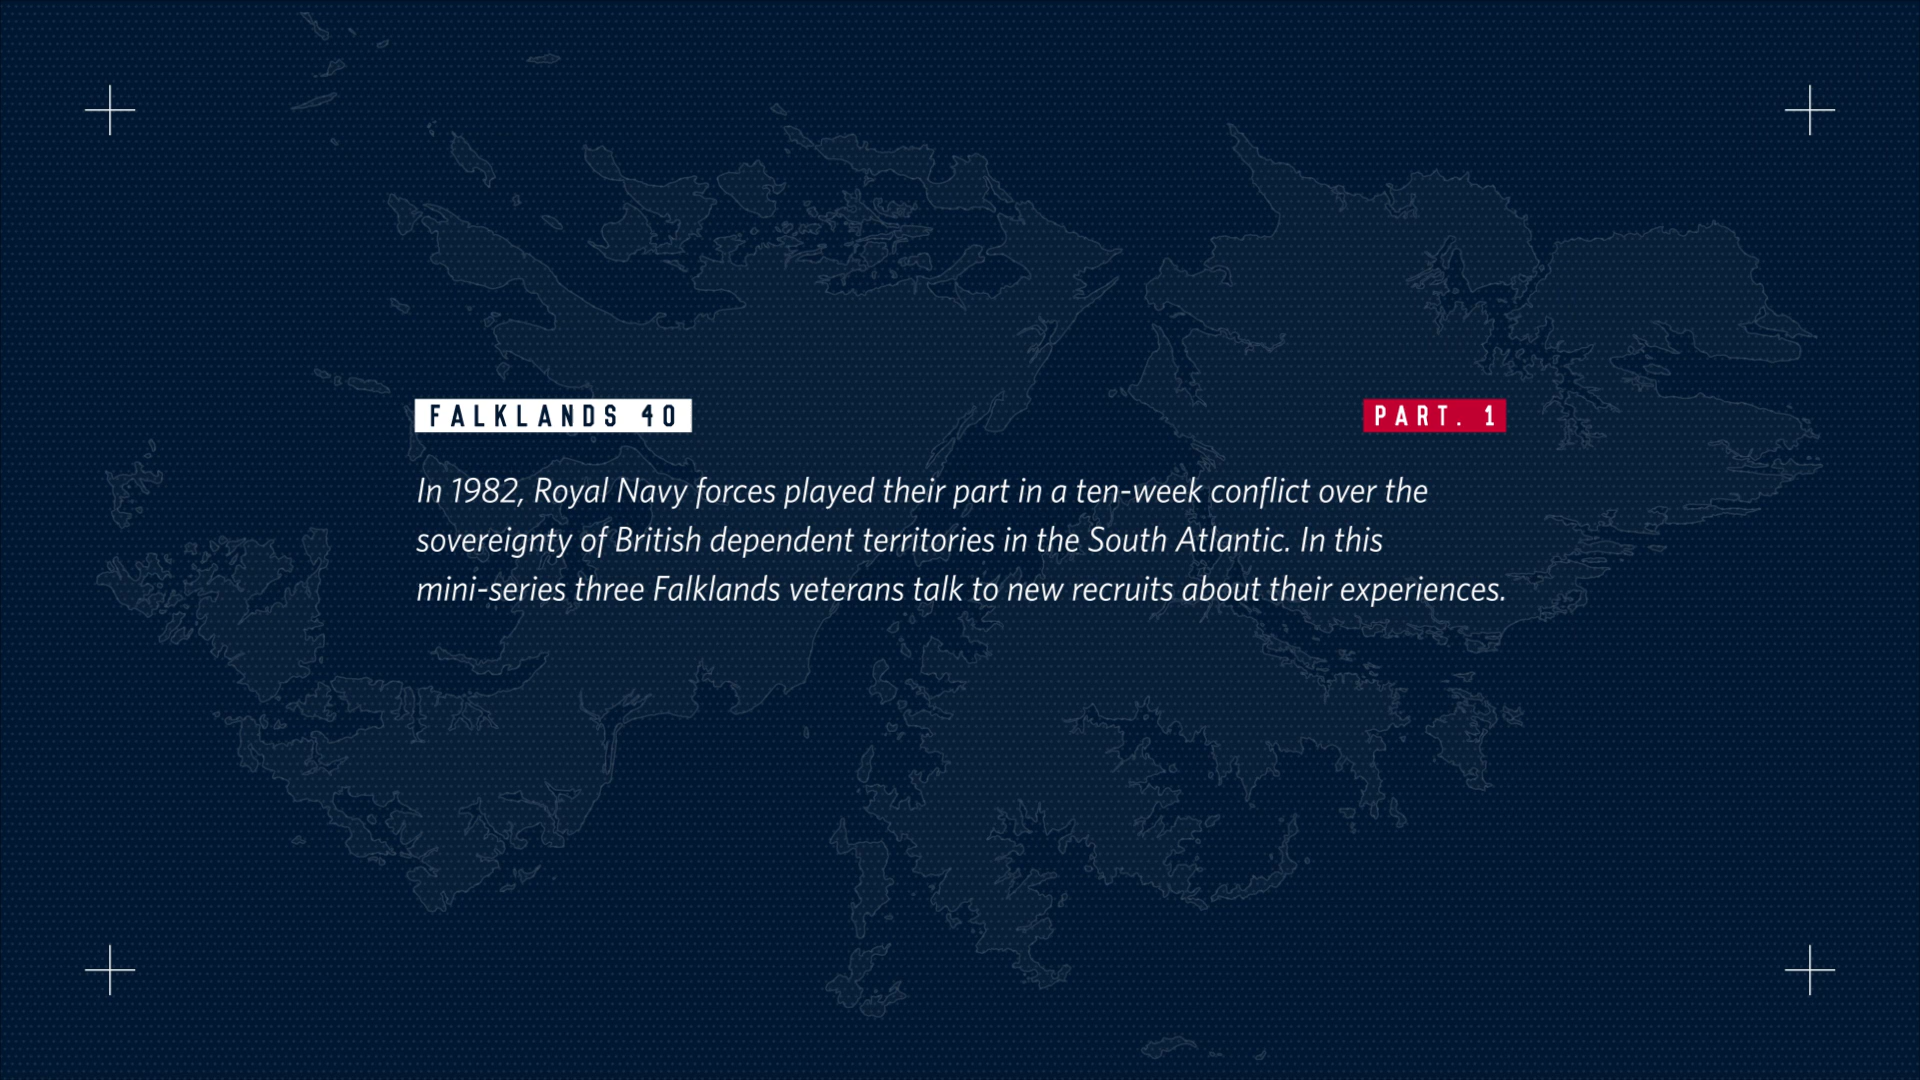 FALKLANDS 40
PART. 1
In 1982, Royal Navy forces played their part in a ten-week conflict over the
sovereignty of British dependent territories in the South Atlantic. In this
mini-series three Falklands veterans talk to new recruits about their experiences.